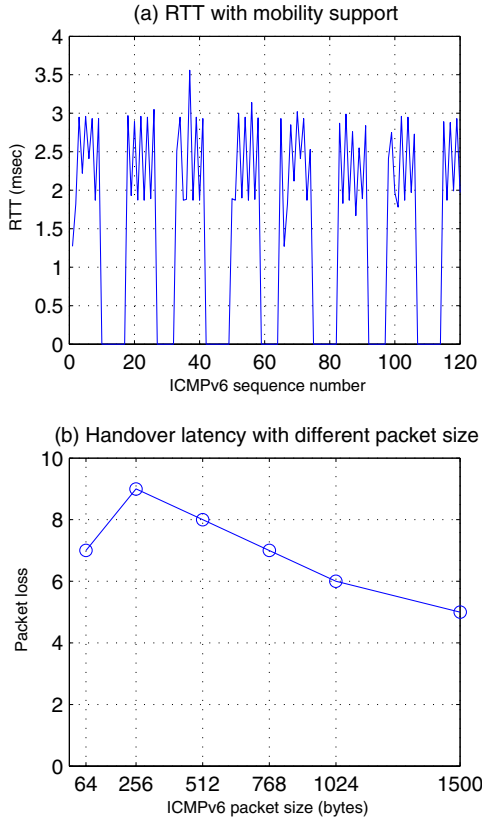 (a) RTT with mobility support
4
3.5
3
2.5
2
1.5
1
0.5
0
RTT (msec)
0 20 40 60 80 100 120
ICMPv6 sequence number
(b) Handover latency with different packet size
10
8
6
4
2
0
Packet loss
64 256 512 768 1024 1500
ICMPv6 packet size (bytes)